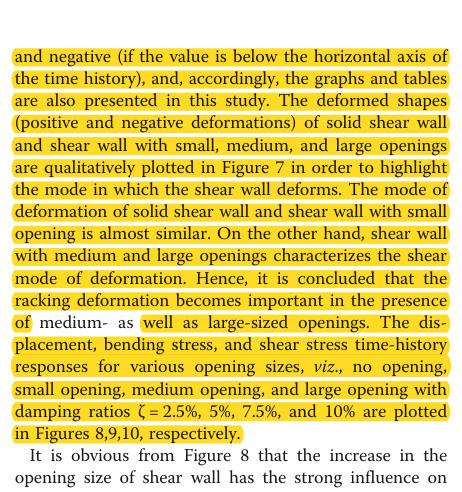 and negative (if the value is below the horizontal axis of
the time history), and, accordingly, the graphs and tables
are also presented in this study. The deformed shapes
(positive and negative deformations) of solid shear wall
and shear wall with small, medium, and large openings
are qualitatively plotted in Figure 7 in order to highlight
the mode in which the shear wall deforms. The mode of
deformation of solid shear wall and shear wall with small
opening is almost similar. On the other hand, shear wall
with medium and large openings characterizes the shear
mode of deformation. Hence, it is concluded that the
racking deformation becomes important in the presence
of medium- as well as large-sized openings. The dis-
placement, bending stress, and shear stress time-history
responses for various opening sizes, viz., no opening,
small opening, medium opening, and large opening with
damping ratios ζ = 2.5%, 5%, 7.5%, and 10% are plotted
in Figures 8,9,10, respectively.
It is obvious from Figure 8 that the increase in the
opening size of shear wall has the strong influence on